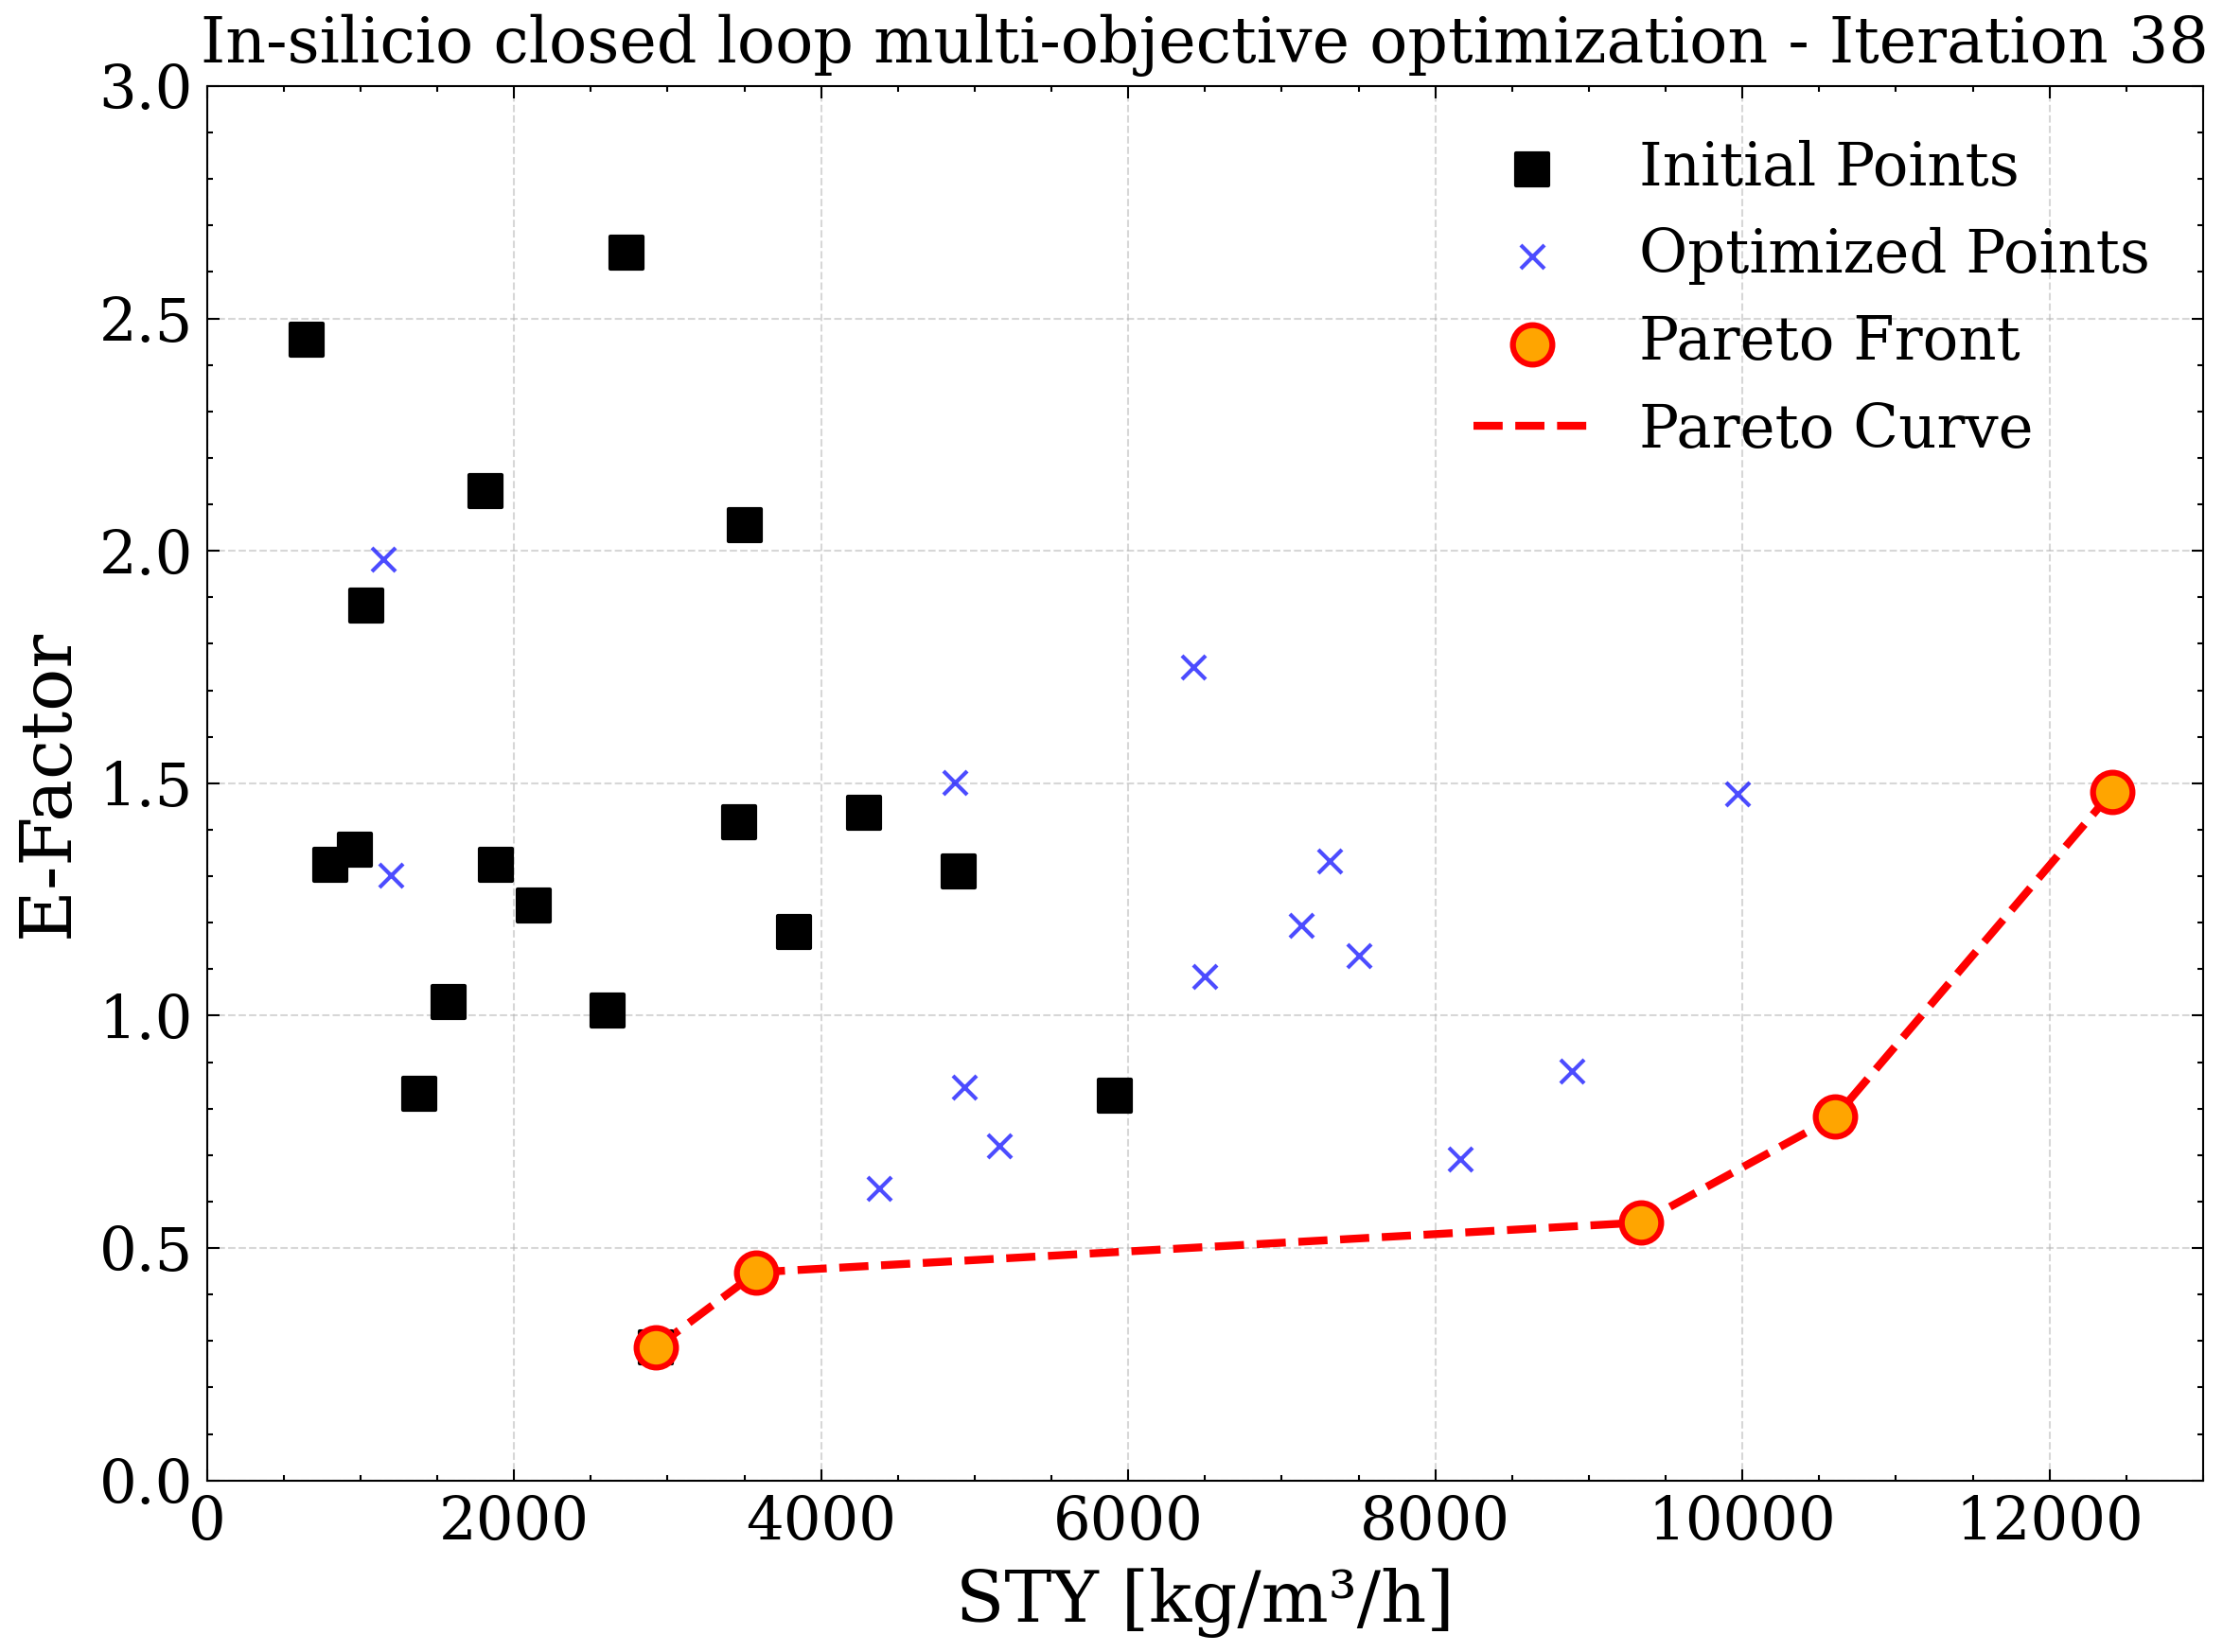 In-silicio closed loop multi-objective optimization - Iteration 38
3.0
2.5
2.0
1.5
1.0
0.5
0.0
E-Factor
Initial Points
Optimized Points
Pareto Front
Pareto Curve
0 2000 4000 6000 8000 10000 12000
STY [kg/m³/h]